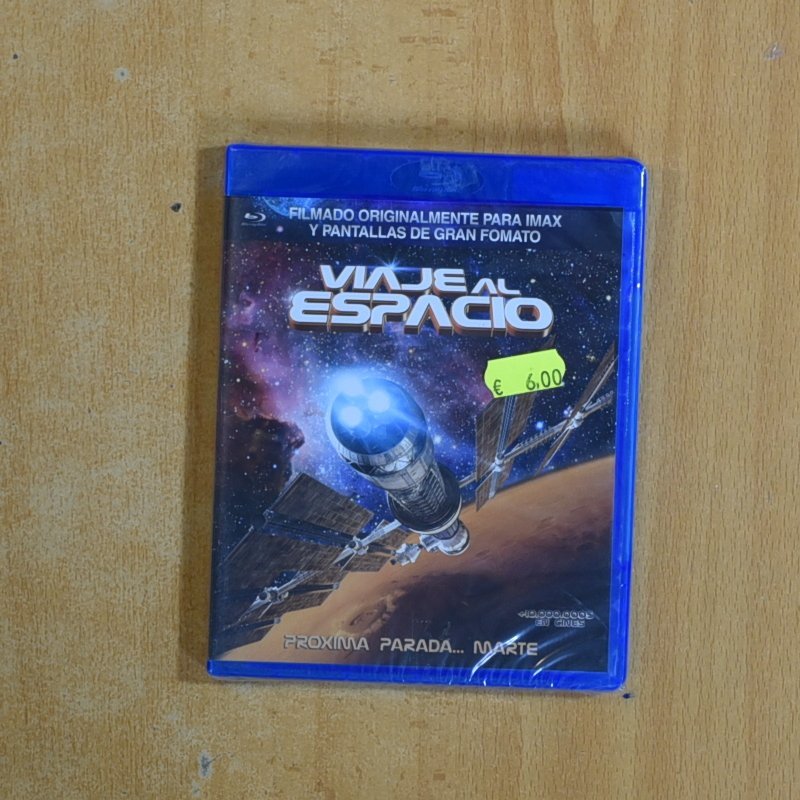 FILMADO ORIGINALMENTE PARA IMAX
Y PANTALLAS DE GRAN FOMATO
VIAJE AL
ESPACIO
€ 6,00
+10.000.000$
EN CINES
PROXIMA PARADA... MARTE